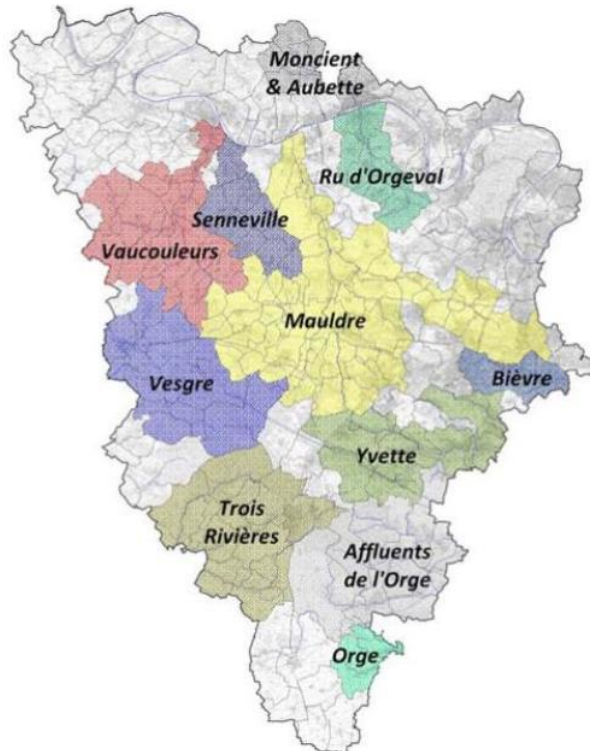 Moncient
& Aubette
Ru d'Orgeval
Senneville
Vaucouleurs
Mauldre
Vesgre
Bièvre
Yvette
Trois
Rivières
Affluents
de l'Orge
Orge